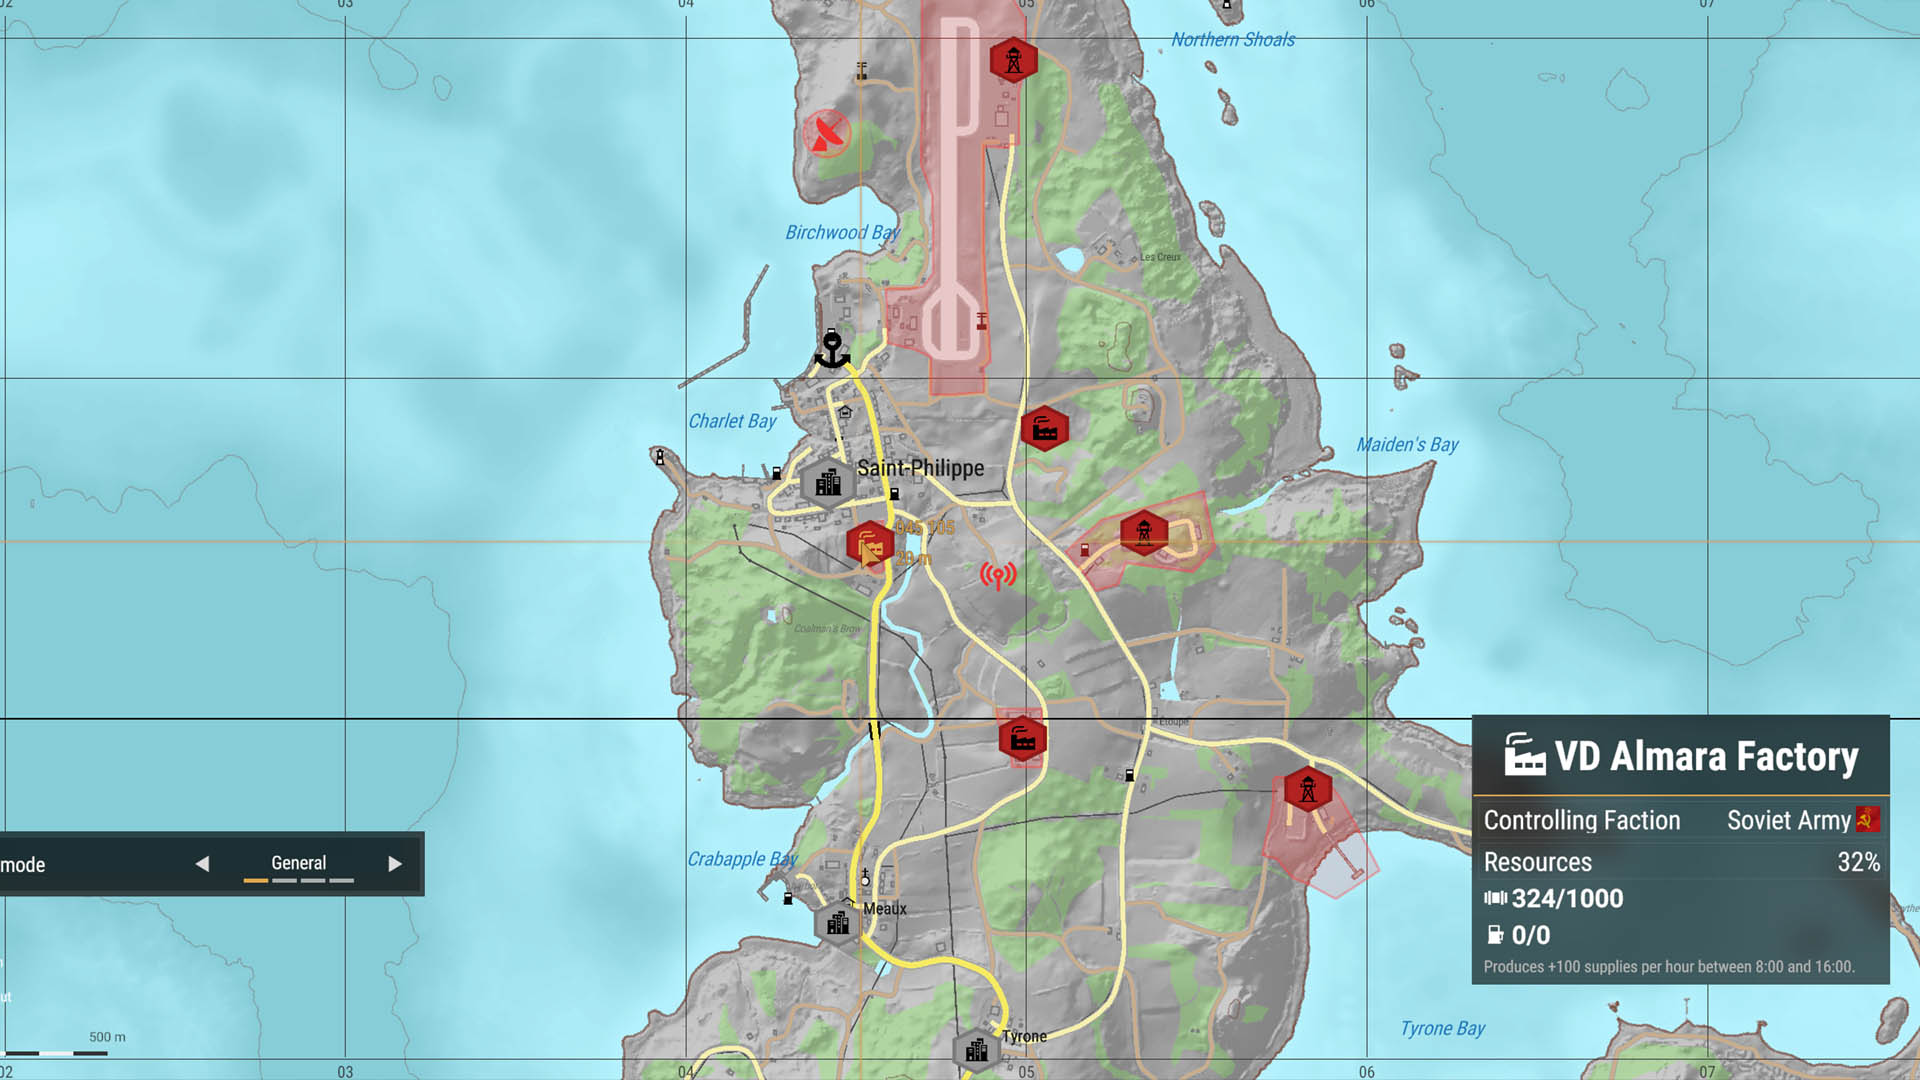 02
03
04
05
06
07
Northern Shoals
Birchwood Bay
Les Creux
Charlet Bay
Maiden's Bay
Saint-Philippe
045 105
20 m
Coalman's Brow
Etoupe
VD Almara Factory
Controlling Faction Soviet Army
Resources 32%
324/1000
0/0
Produces +100 supplies per hour between 8:00 and 16:00.
mode General
Crabapple Bay
Meaux
ut
500 m
Tyrone
Tyrone Bay
02
03
04
05
06
07